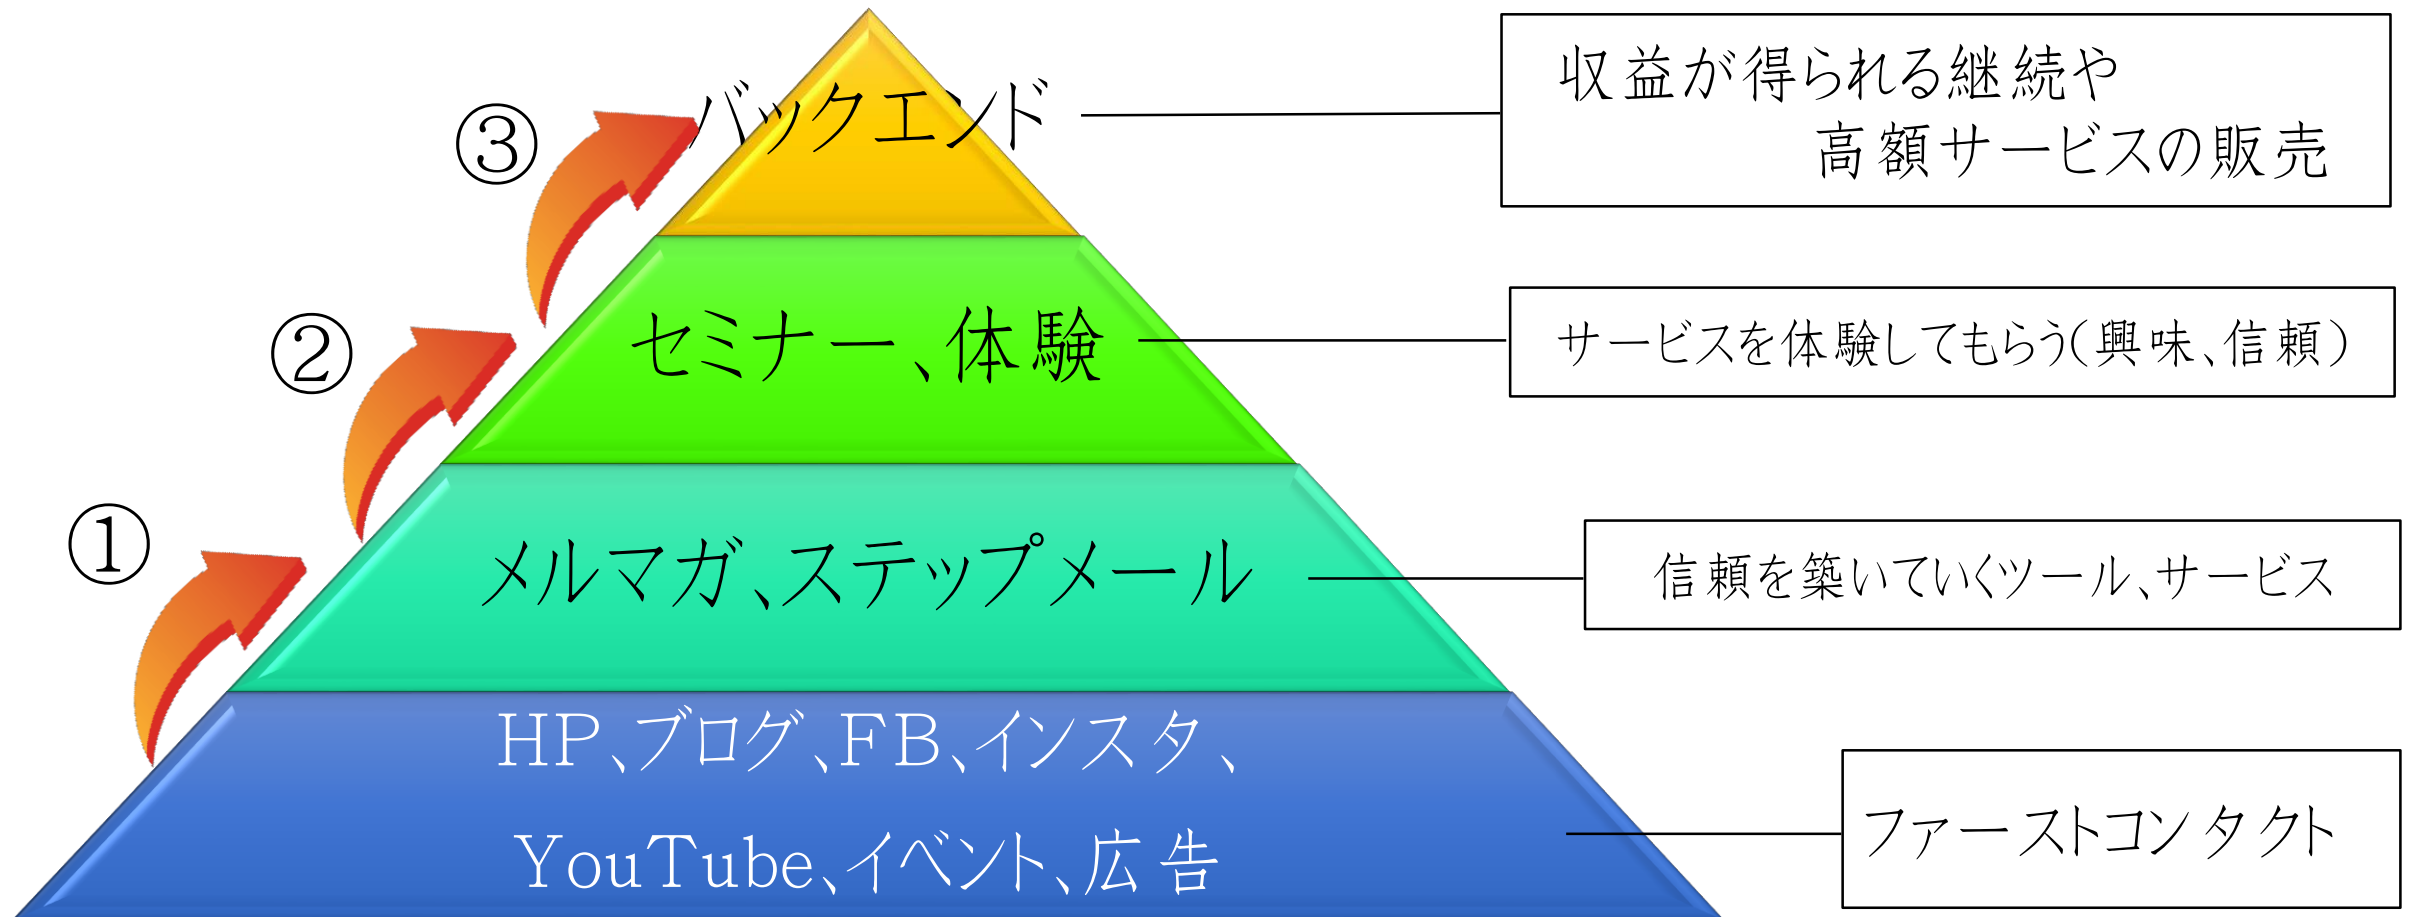 バックエンド
収益が得られる継続や
高額サービスの販売
③
セミナー、体験
サービスを体験してもらう(興味、信頼)
②
メルマガ、ステップメール
信頼を築いていくツール、サービス
①
HP、ブログ、FB、インスタ、
YouTube、イベント、広告
ファーストコンタクト